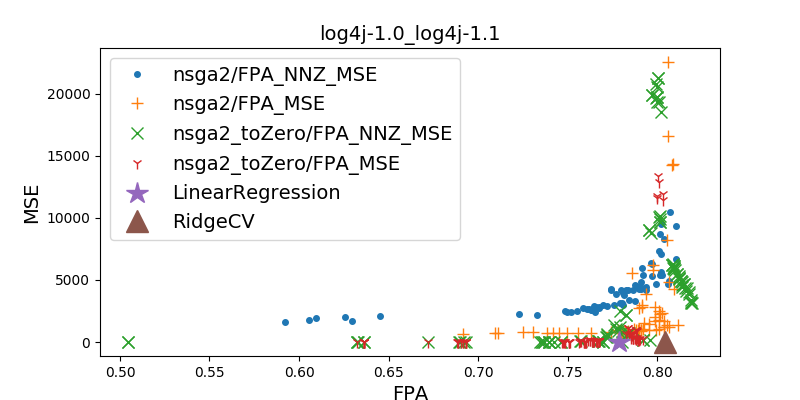 log4j-1.0_log4j-1.1
nsga2/FPA_NNZ_MSE
nsga2/FPA_MSE
nsga2_toZero/FPA_NNZ_MSE
nsga2_toZero/FPA_MSE
LinearRegression
RidgeCV
MSE
20000
15000
10000
5000
0
0.50 0.55 0.60 0.65 0.70 0.75 0.80
FPA